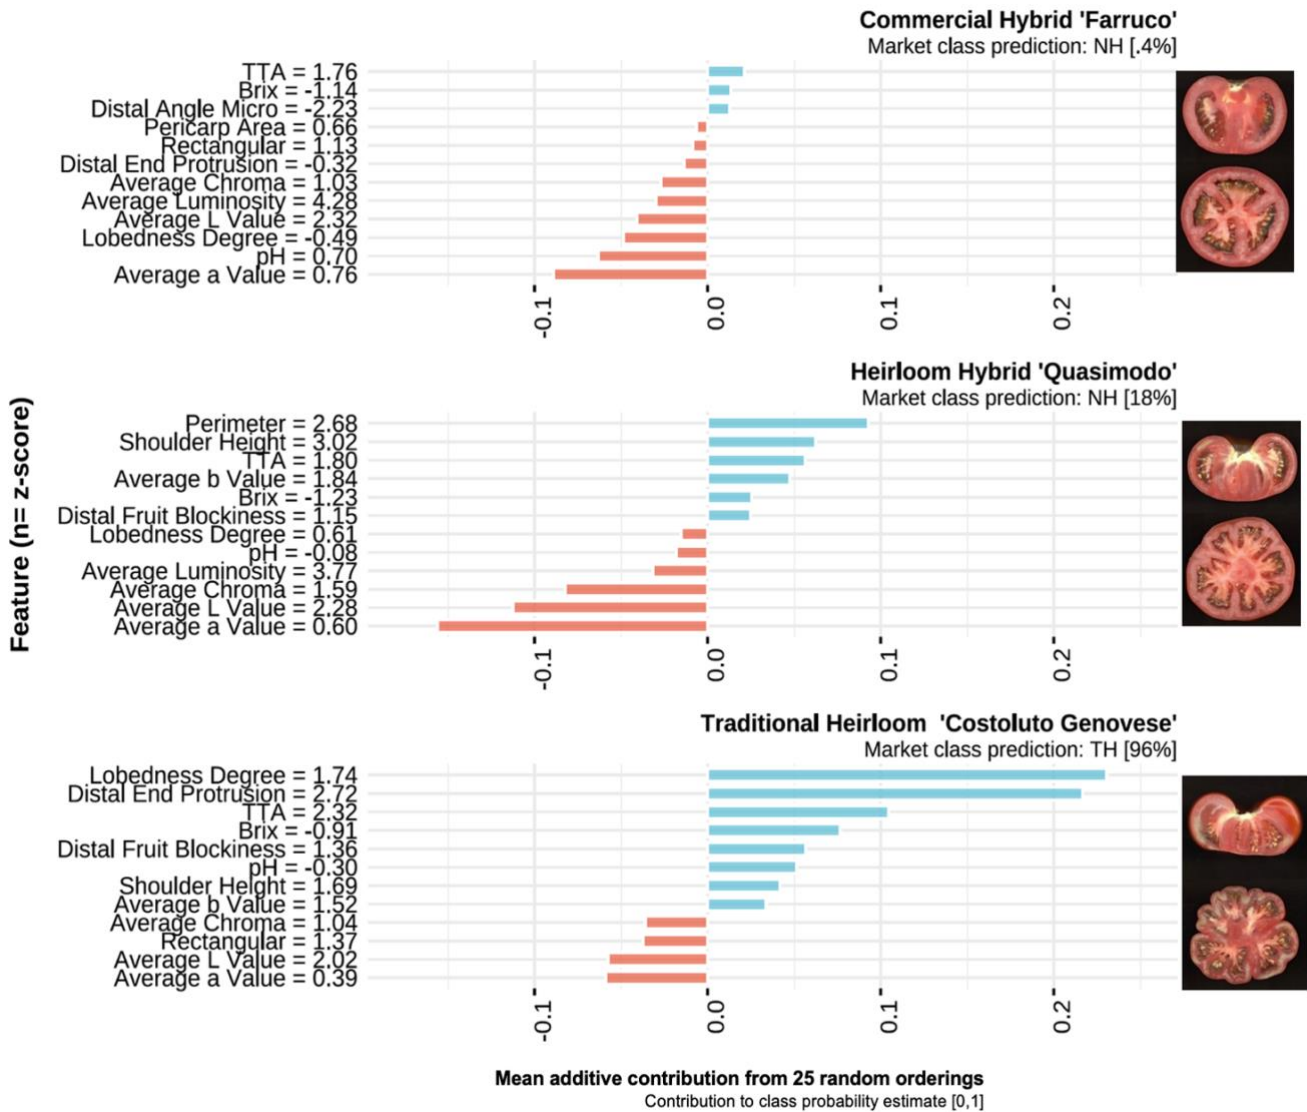 Commercial Hybrid 'Farruco'
Market class prediction: NH [.4%]
TTA = 1.76
Brix = -1.14
Distal Angle Micro = -2.23
Pericarp Area = 0.66
Rectangular = 1.13
Distal End Protrusion = -0.32
Average Chroma = 1.03
Average Luminosity = 4.28
Average L Value = 2.32
Lobedness Degree = -0.49
pH = 0.70
Average a Value = 0.76
-0.1 0.0 0.1 0.2
Heirloom Hybrid 'Quasimodo'
Market class prediction: NH [18%]
Perimeter = 2.68
Shoulder Height = 3.02
TTA = 1.80
Average b Value = 1.84
Brix = -1.23
Distal Fruit Blockiness = 1.15
Lobedness Degree = 0.61
pH = -0.08
Average Luminosity = 3.77
Average Chroma = 1.59
Average L Value = 2.28
Average a Value = 0.60
-0.1 0.0 0.1 0.2
Feature (n= z-score)
Traditional Heirloom 'Costoluto Genovese'
Market class prediction: TH [96%]
Lobedness Degree = 1.74
Distal End Protrusion = 2.72
TTA = 2.32
Brix = -0.91
Distal Fruit Blockiness = 1.36
pH = -0.30
Shoulder Height = 1.69
Average b Value = 1.52
Average Chroma = 1.04
Rectangular = 1.37
Average L Value = 2.02
Average a Value = 0.39
-0.1 0.0 0.1 0.2
Mean additive contribution from 25 random orderings
Contribution to class probability estimate [0,1]